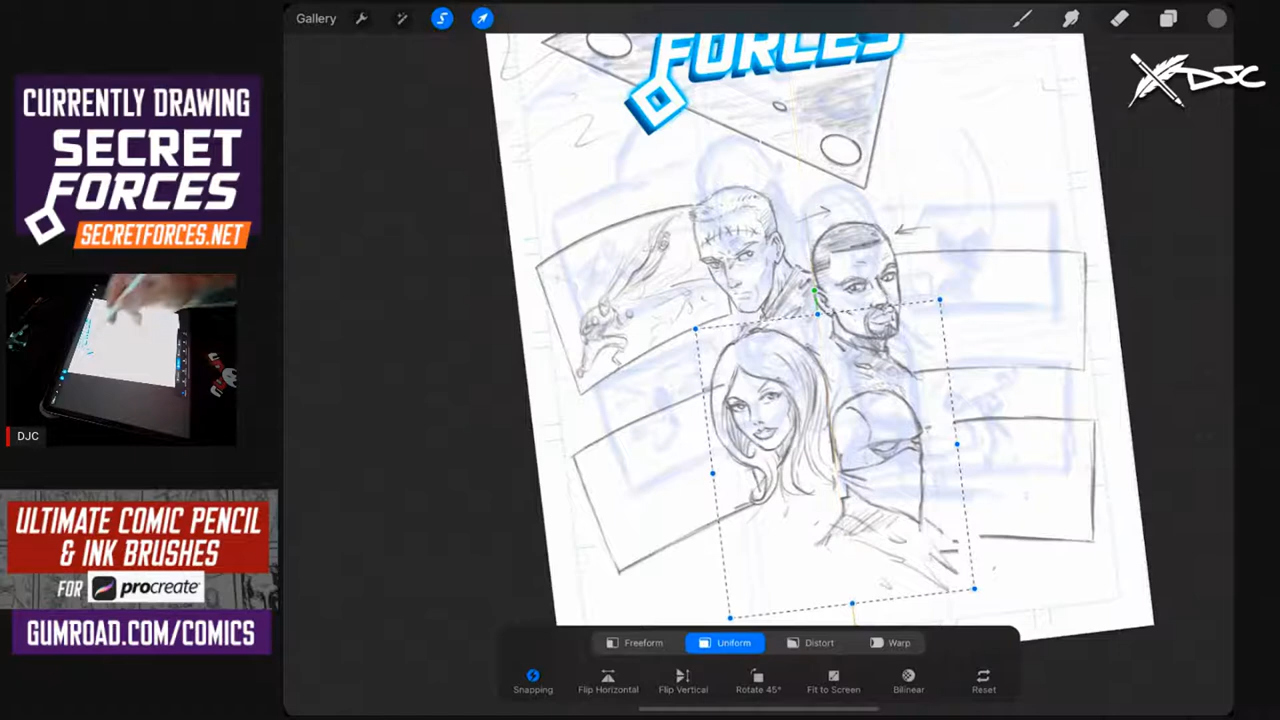 Gallery
CURRENTLY DRAWING
SECRET
FORCES
SECRETFORCES.NET
DJC
ULTIMATE COMIC PENCIL
& INK BRUSHES
FOR procreate
GUMROAD.COM/COMICS
FORCES
DJC
Freeform
Uniform
Distort
Warp
Snapping
Flip Horizontal
Flip Vertical
Rotate 45°
Fit to Screen
Bilinear
Reset